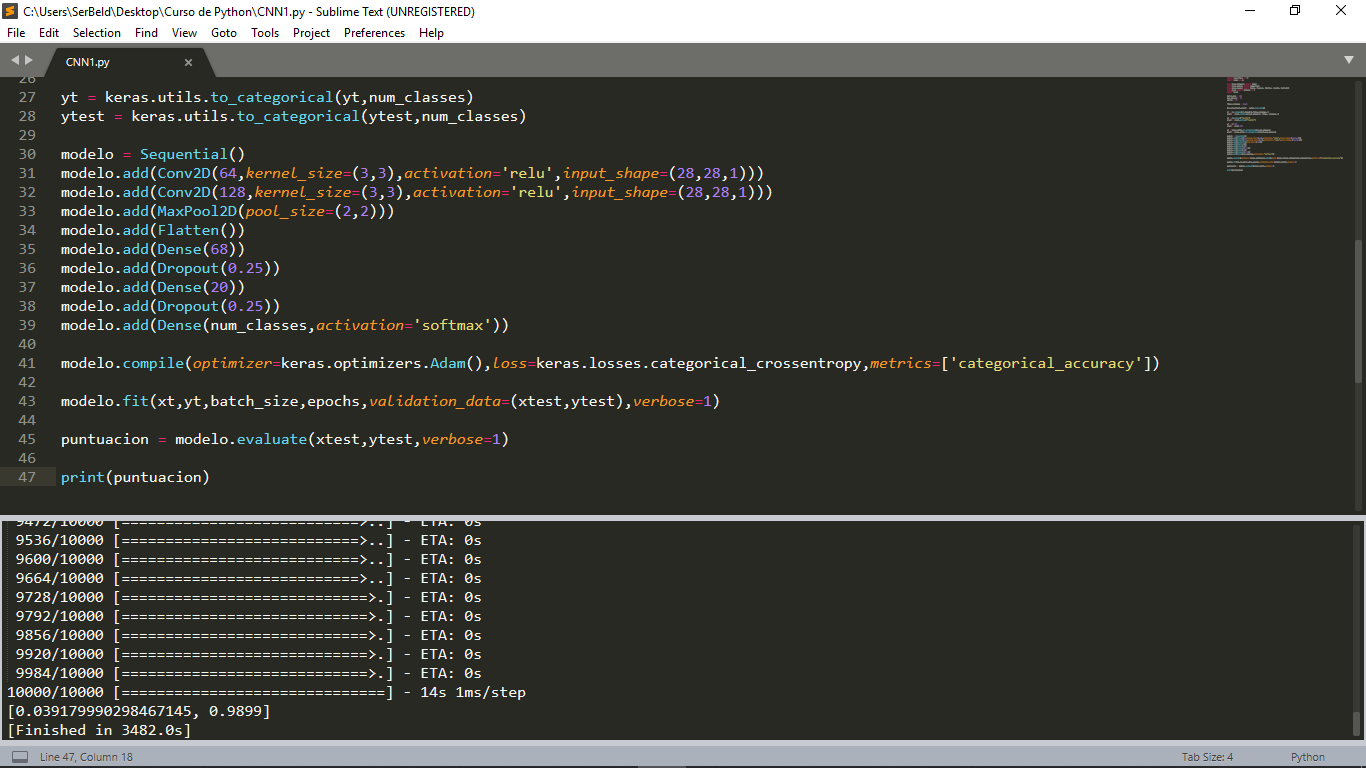 C:\Users\SerBeld\Desktop\Curso de Python\CNN1.py - Sublime Text (UNREGISTERED)
File Edit Selection Find View Goto Tools Project Preferences Help
CNN1.py
26
27 yt = keras.utils.to_categorical(yt,num_classes)
28 ytest = keras.utils.to_categorical(ytest,num_classes)
29
30 modelo = Sequential()
31 modelo.add(Conv2D(64,kernel_size=(3,3),activation='relu',input_shape=(28,28,1)))
32 modelo.add(Conv2D(128,kernel_size=(3,3),activation='relu',input_shape=(28,28,1)))
33 modelo.add(MaxPool2D(pool_size=(2,2)))
34 modelo.add(Flatten())
35 modelo.add(Dense(68))
36 modelo.add(Dropout(0.25))
37 modelo.add(Dense(20))
38 modelo.add(Dropout(0.25))
39 modelo.add(Dense(num_classes,activation='softmax'))
40
41 modelo.compile(optimizer=keras.optimizers.Adam(),loss=keras.losses.categorical_crossentropy,metrics=['categorical_accuracy'])
42
43 modelo.fit(xt,yt,batch_size,epochs,validation_data=(xtest,ytest),verbose=1)
44
45 puntuacion = modelo.evaluate(xtest,ytest,verbose=1)
46
47 print(puntuacion)
9472/10000 [===========================>..] - ETA: 0s
9536/10000 [===========================>..] - ETA: 0s
9600/10000 [===========================>..] - ETA: 0s
9664/10000 [===========================>..] - ETA: 0s
9728/10000 [============================>.] - ETA: 0s
9792/10000 [============================>.] - ETA: 0s
9856/10000 [============================>.] - ETA: 0s
9920/10000 [============================>.] - ETA: 0s
9984/10000 [============================>.] - ETA: 0s
10000/10000 [==============================] - 14s 1ms/step
[0.039179990298467145, 0.9899]
[Finished in 3482.0s]
Line 47, Column 18 Tab Size: 4 Python